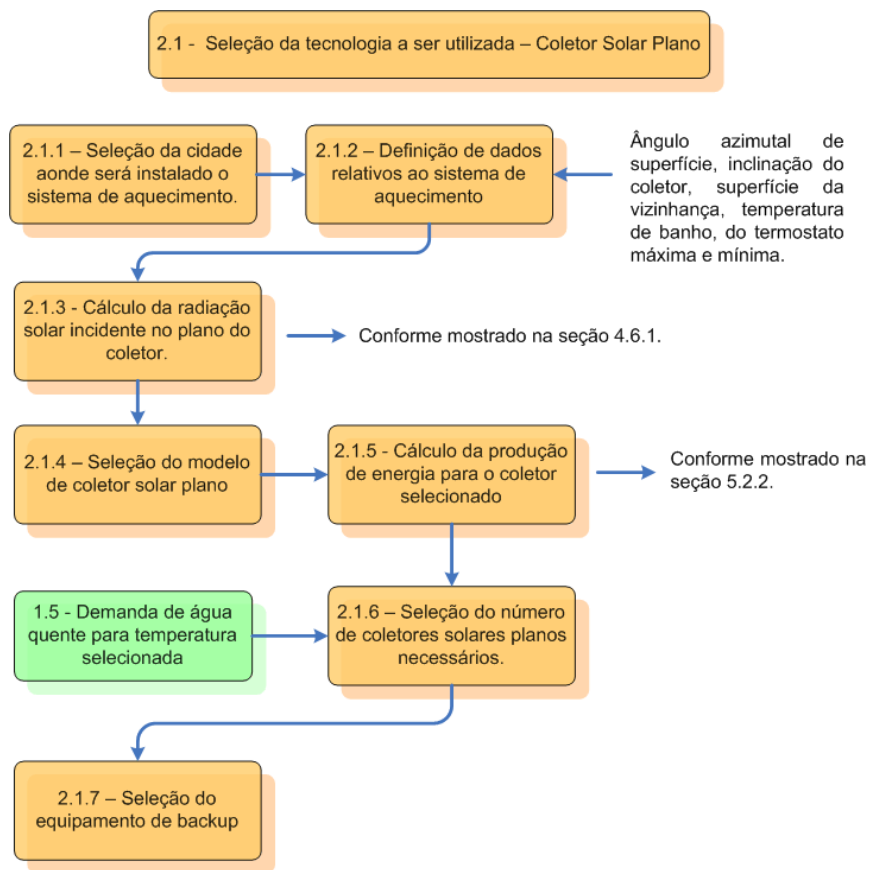 2.1 - Seleção da tecnologia a ser utilizada – Coletor Solar Plano
2.1.1 – Seleção da cidade
aonde será instalado o
sistema de aquecimento.
2.1.2 – Definição de dados
relativos ao sistema de
aquecimento
Ângulo azimutal de
superfície, inclinação do
coletor, superfície da
vizinhança, temperatura
de banho, do termostato
máxima e mínima.
2.1.3 - Cálculo da radiação
solar incidente no plano do
coletor.
Conforme mostrado na seção 4.6.1.
2.1.4 – Seleção do modelo
de coletor solar plano
2.1.5 - Cálculo da produção
de energia para o coletor
selecionado
Conforme mostrado na
seção 5.2.2.
1.5 - Demanda de água
quente para temperatura
selecionada
2.1.6 – Seleção do número
de coletores solares planos
necessários.
2.1.7 – Seleção do
equipamento de backup